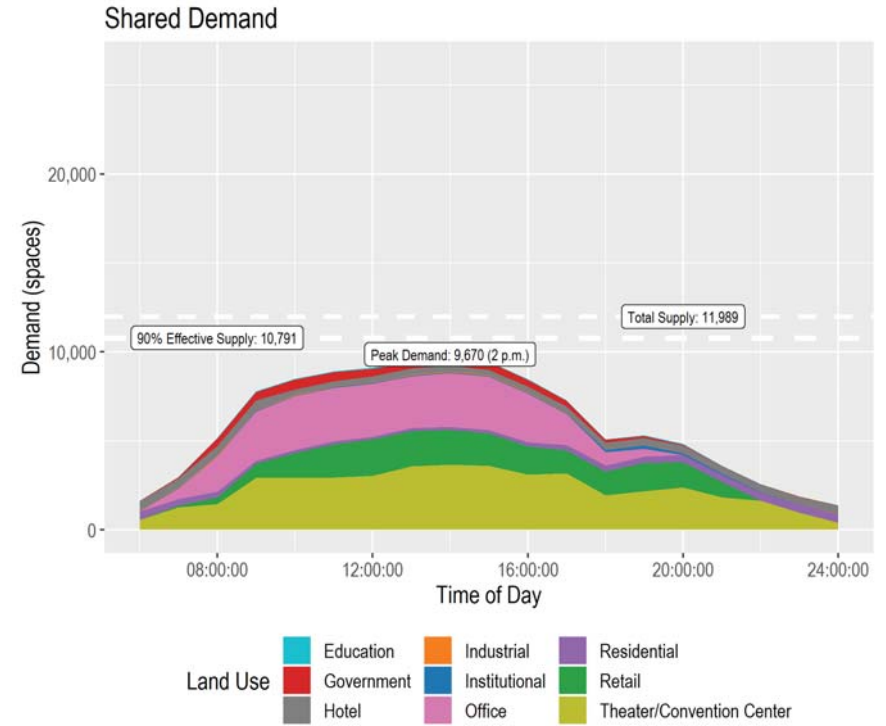 Shared Demand
Demand (spaces)
20,000
10,000
0
Total Supply: 11,989
90% Effective Supply: 10,791
Peak Demand: 9,670 (2 p.m.)
08:00:00 12:00:00 16:00:00 20:00:00 24:00:00
Time of Day
Land Use
Education Industrial Residential
Government Institutional Retail
Hotel Office Theater/Convention Center